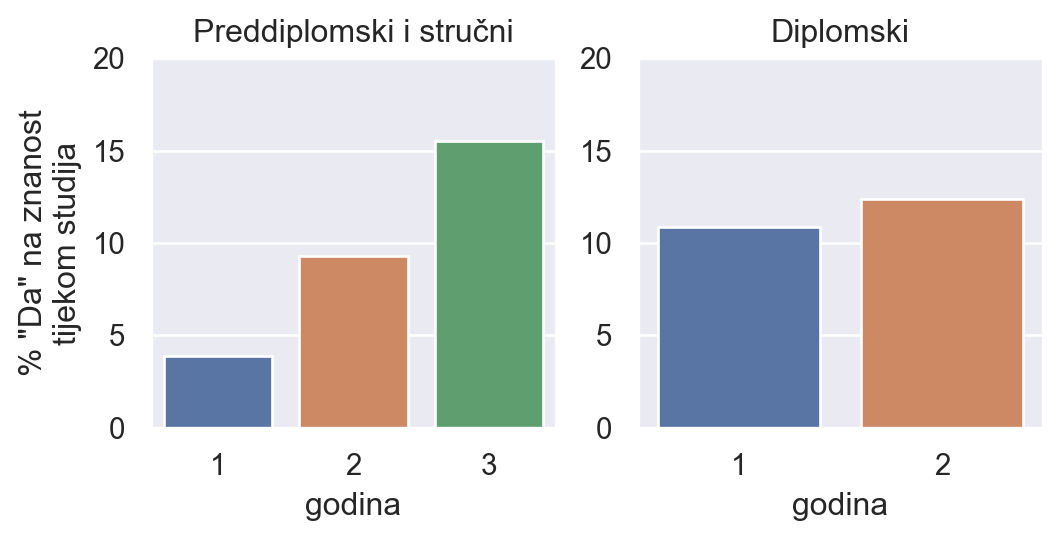 Preddiplomski i stručni
% "Da" na znanost
tijekom studija
20
15
10
5
0
1 2 3
godina
Diplomski
20
15
10
5
0
1 2
godina